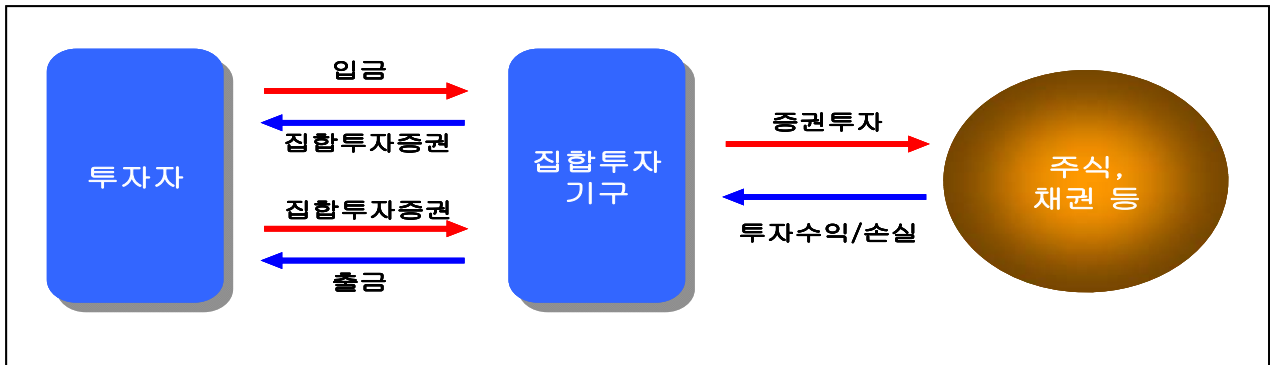 입금
집합투자증권
투자자
집합투자증권
출금
집합투자
기구
증권투자
투자수익/손실
주식,
채권 등